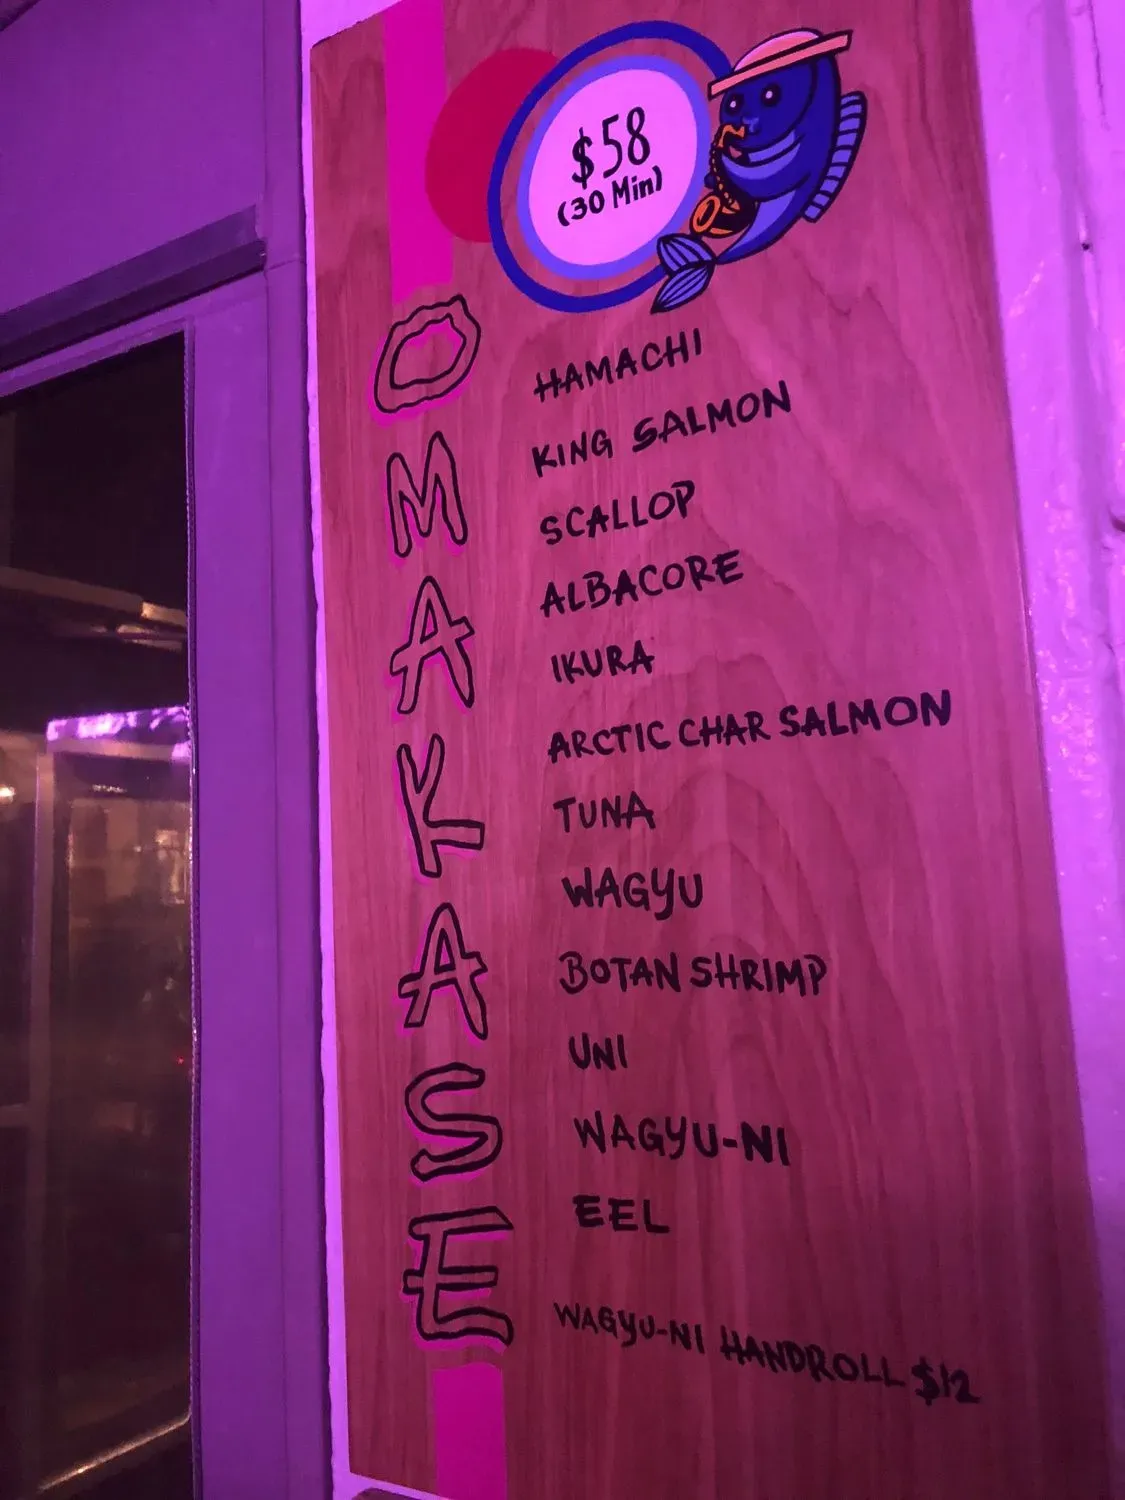 $58
(30 Min)
OMAKASE
HAMACHI
KING SALMON
SCALLOP
ALBACORE
IKURA
ARCTIC CHAR SALMON
TUNA
WAGYU
BOTAN SHRIMP
UNI
WAGYU-NI
EEL
WAGYU-NI HANDROLL $12